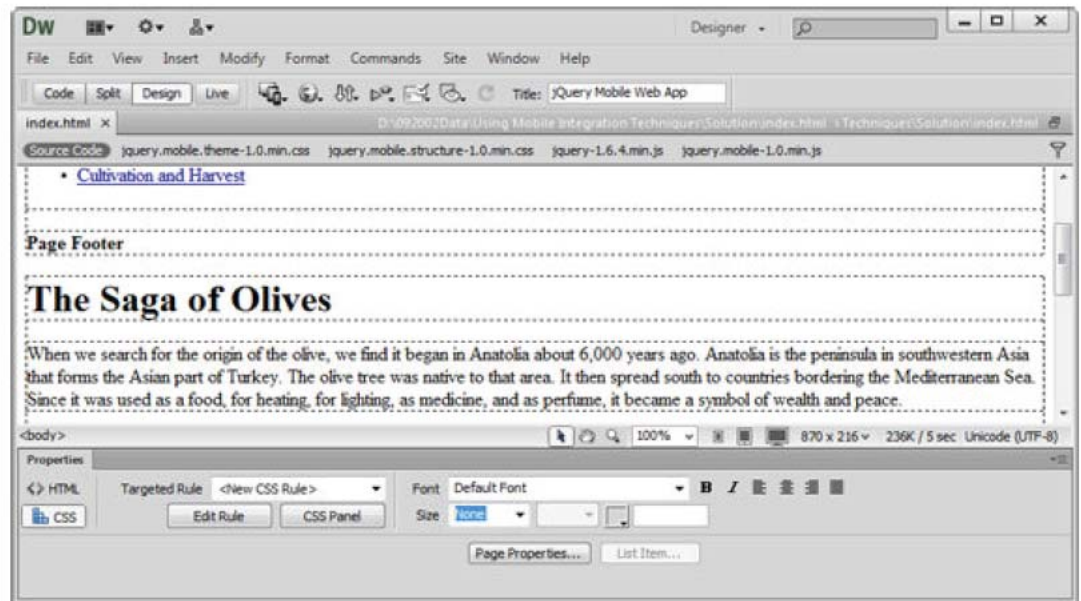 Dw Designer
File Edit View Insert Modify Format Commands Site Window Help
Code Split Design Live Title: jQuery Mobile Web App
index.html × D:\092002Data\Using Mobile Integration Techniques\Solution\index.html
Source Code jquery.mobile.theme-1.0.min.css jquery.mobile.structure-1.0.min.css jquery-1.6.4.min.js jquery.mobile-1.0.min.js
• Cultivation and Harvest
Page Footer
The Saga of Olives
When we search for the origin of the olive, we find it began in Anatolia about 6,000 years ago. Anatolia is the peninsula in southwestern Asia
that forms the Asian part of Turkey. The olive tree was native to that area. It then spread south to countries bordering the Mediterranean Sea.
Since it was used as a food, for heating, for lighting, as medicine, and as perfume, it became a symbol of wealth and peace.
<body> 100% 870 x 216 236K / 5 sec Unicode (UTF-8)
Properties
<> HTML Targeted Rule <New CSS Rule> Font Default Font B I
CSS Edit Rule CSS Panel Size None
Page Properties... List Item...